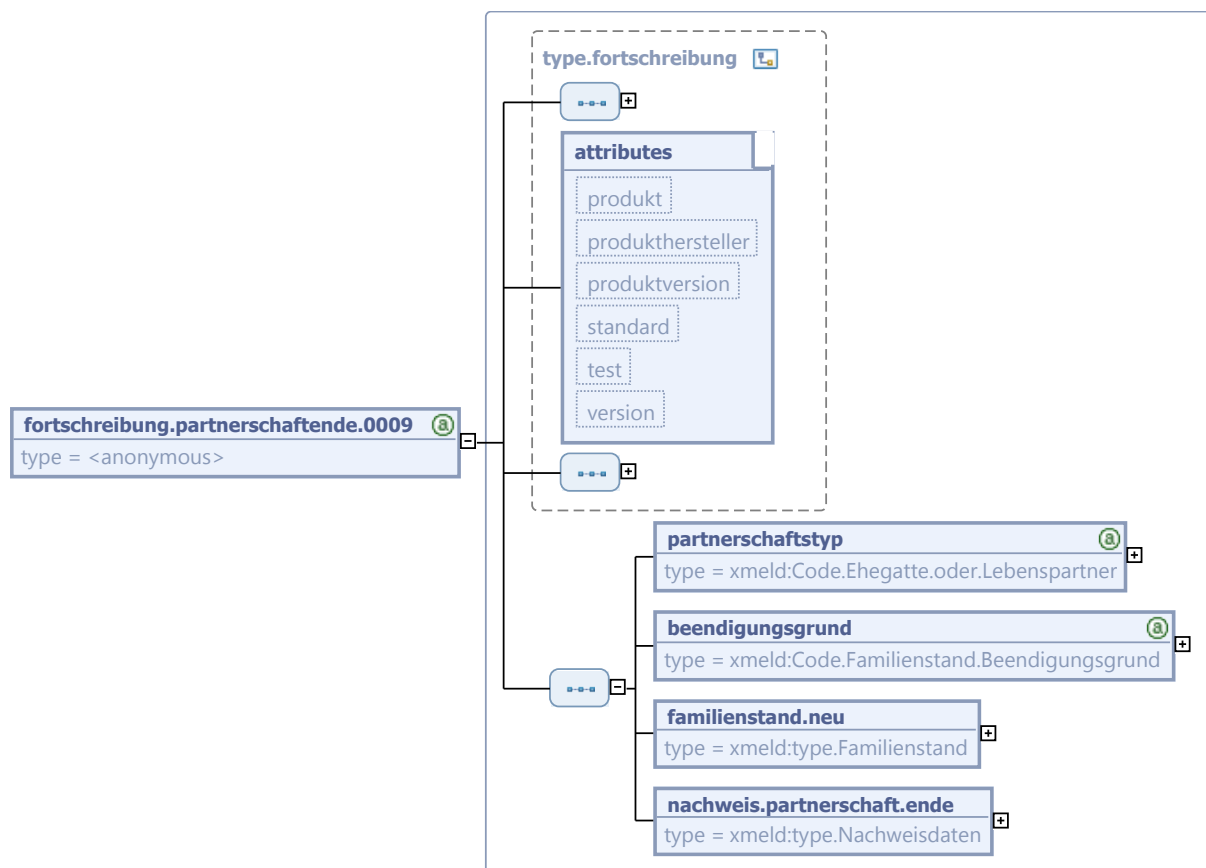 type.fortschreibung
attributes
produkt
produkthersteller
produktversion
standard
test
version
fortschreibung.partnerschaftende.0009
type = <anonymous>
partnerschaftstyp
type = xmeld:Code.Ehegatte.oder.Lebenspartner
beendigungsgrund
type = xmeld:Code.Familienstand.Beendigungsgrund
familienstand.neu
type = xmeld:type.Familienstand
nachweis.partnerschaft.ende
type = xmeld:type.Nachweisdaten